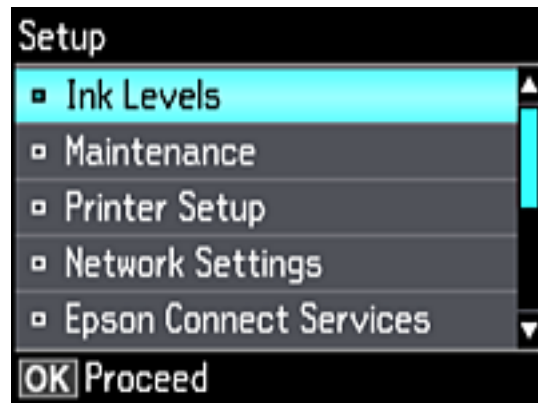 Setup
Ink Levels
Maintenance
Printer Setup
Network Settings
Epson Connect Services
OK Proceed